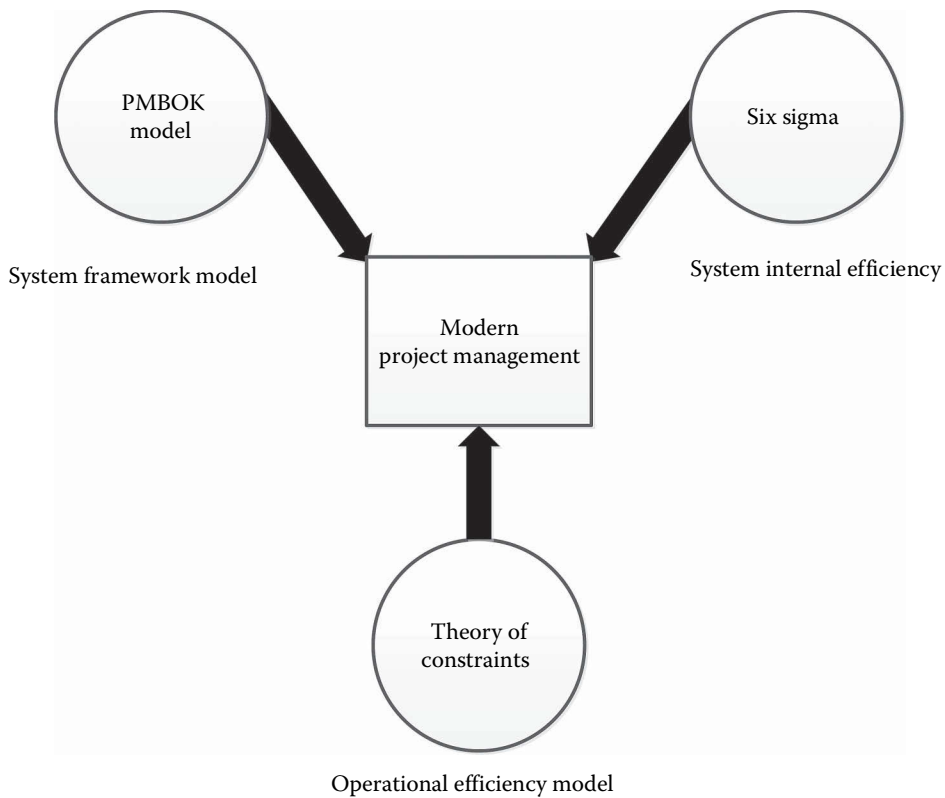 PMBOK
model
Six sigma
System framework model
System internal efficiency
Modern
project management
Theory of
constraints
Operational efficiency model